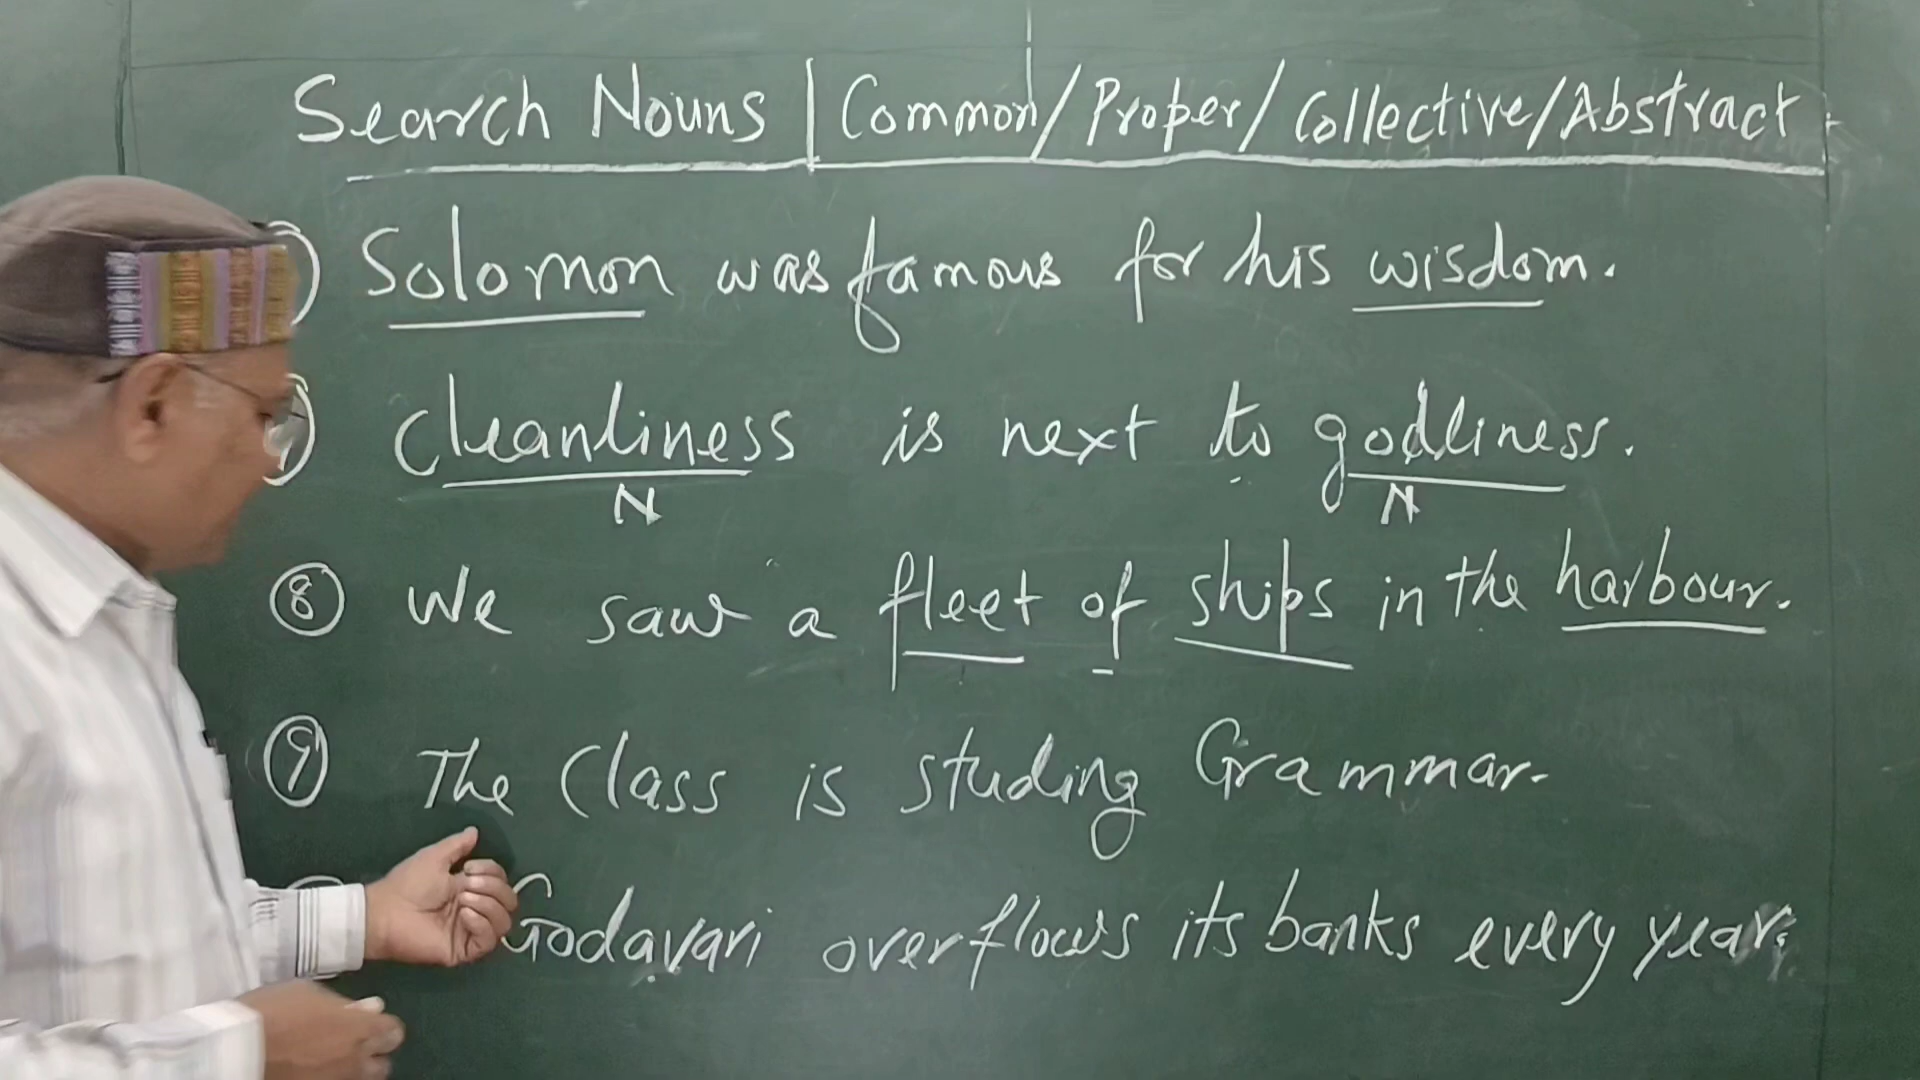 Search Nouns | Common/Proper/Collective/Abstract.
Solomon was famous for his wisdom.
Cleanliness is next to godliness.
N N
⑧ We saw a fleet of ships in the harbour.
⑨ The Class is studing Grammar.
Godavari overflows its banks every year.